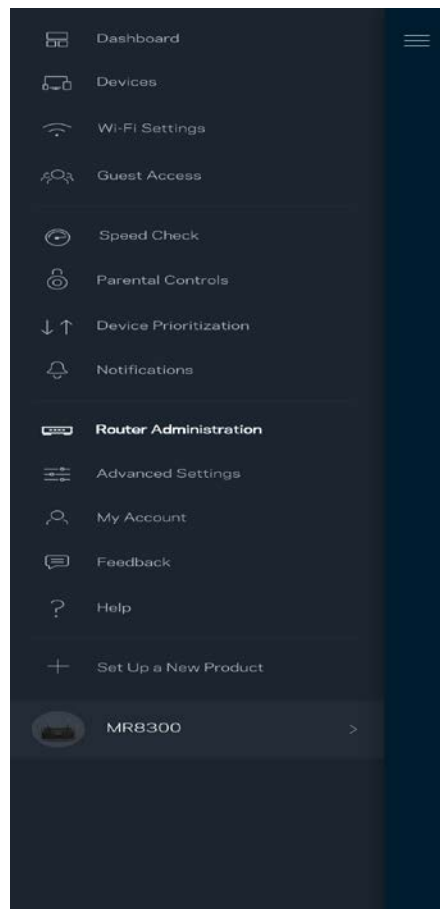 Dashboard
Devices
Wi-Fi Settings
Guest Access
Speed Check
Parental Controls
Device Prioritization
Notifications
Router Administration
Advanced Settings
My Account
Feedback
? Help
+ Set Up a New Product
MR8300 >